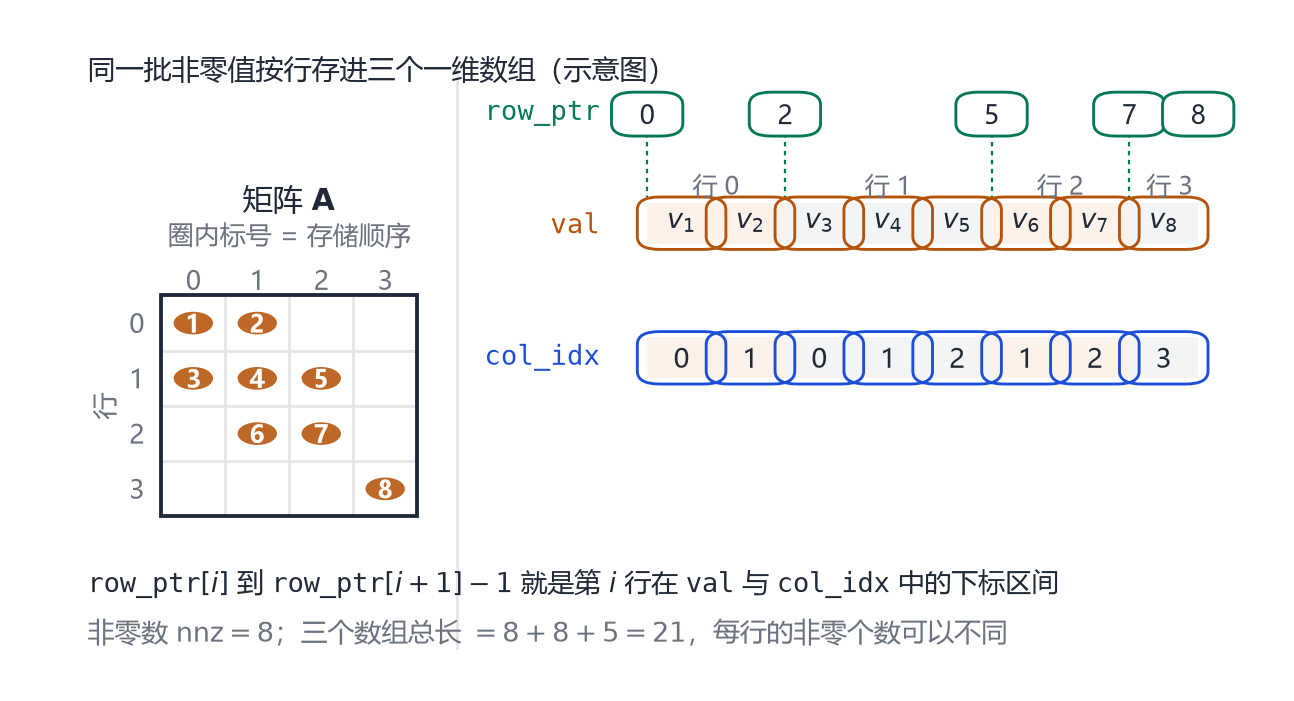 同一批非零值按行存进三个一维数组（示意图）
row_ptr 0 2 5 7 8
行 0 行 1 行 2 行 3
val v₁ v₂ v₃ v₄ v₅ v₆ v₇ v₈
col_idx 0 1 0 1 2 1 2 3
矩阵 A
圈内标号 = 存储顺序
0 1 2 3
0 1 2
1 3 4 5
行
2 6 7
3 8
row_ptr[i] 到 row_ptr[i + 1] − 1 就是第 i 行在 val 与 col_idx 中的下标区间
非零数 nnz = 8；三个数组总长 = 8 + 8 + 5 = 21，每行的非零个数可以不同